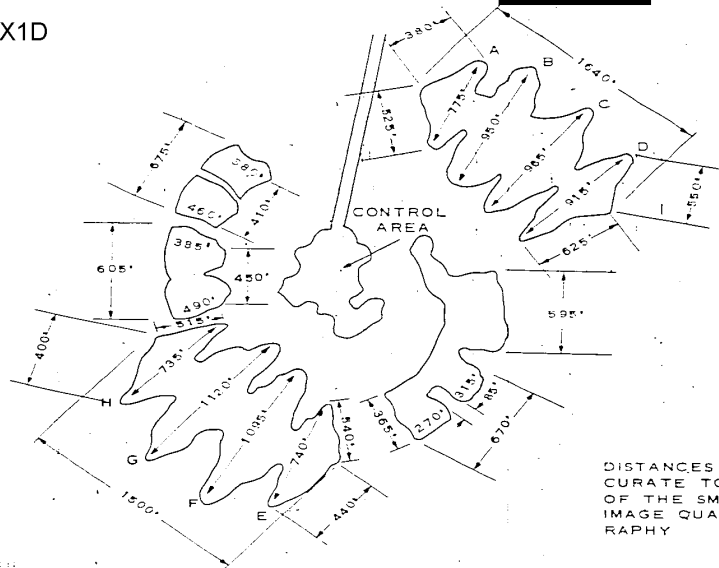 X1D
380'
A
B
1640'
C
D
775'
950'
965'
915'
525'
550'
I
625'
675'
380'
460'
410'
CONTROL
AREA
385'
605'
450'
490'
515'
595'
400'
735'
1120'
1095'
740'
540'
365'
270'
315'
85'
670'
H
G
F
E
1500'
440'
DISTANCES
CURATE TO
OF THE SM
IMAGE QUA
RAPHY